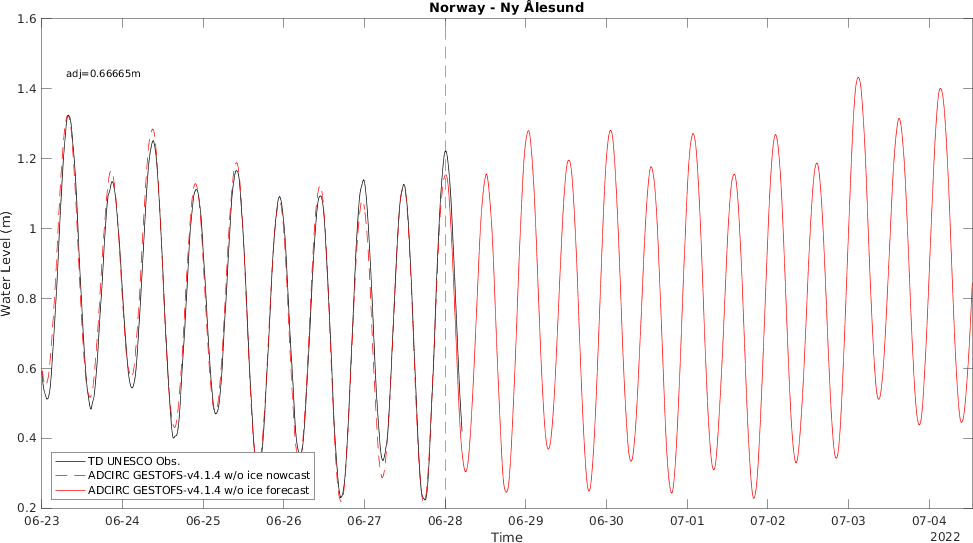 Norway - Ny Ålesund
1.6
adj=0.66665m
1.4
1.2
1
0.8
0.6
0.4
0.2
Water Level (m)
TD UNESCO Obs.
ADCIRC GESTOFS-v4.1.4 w/o ice nowcast
ADCIRC GESTOFS-v4.1.4 w/o ice forecast
06-23 06-24 06-25 06-26 06-27 06-28 06-29 06-30 07-01 07-02 07-03 07-04
Time
2022